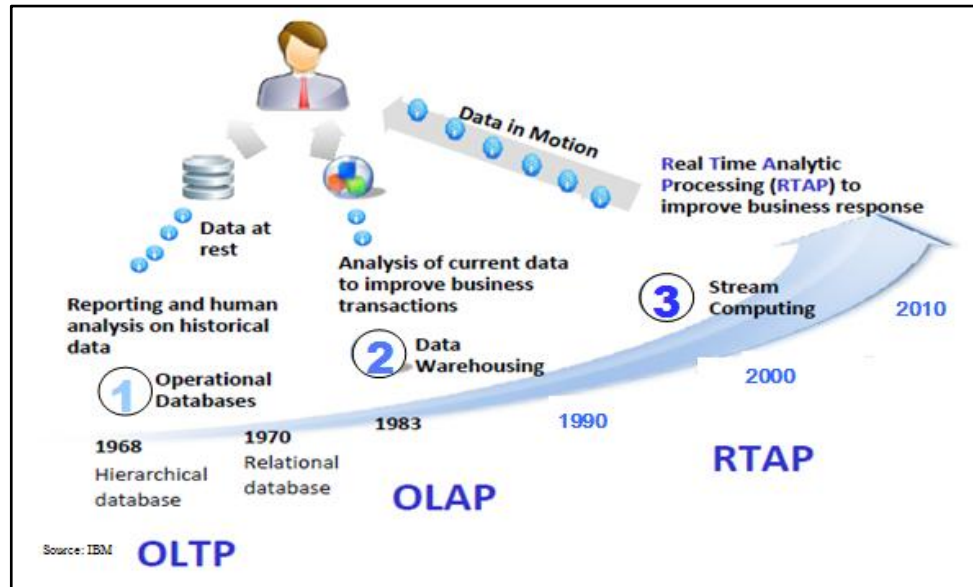 Data in Motion
Real Time Analytic
Processing (RTAP) to
improve business response
Data at
rest
Analysis of current data
to improve business
transactions
Reporting and human
analysis on historical
data
3
Stream
Computing
2010
2
Data
Warehousing
1
Operational
Databases
2000
1990
1983
1970
Relational
database
1968
Hierarchical
database
RTAP
OLAP
Source: IBM
OLTP